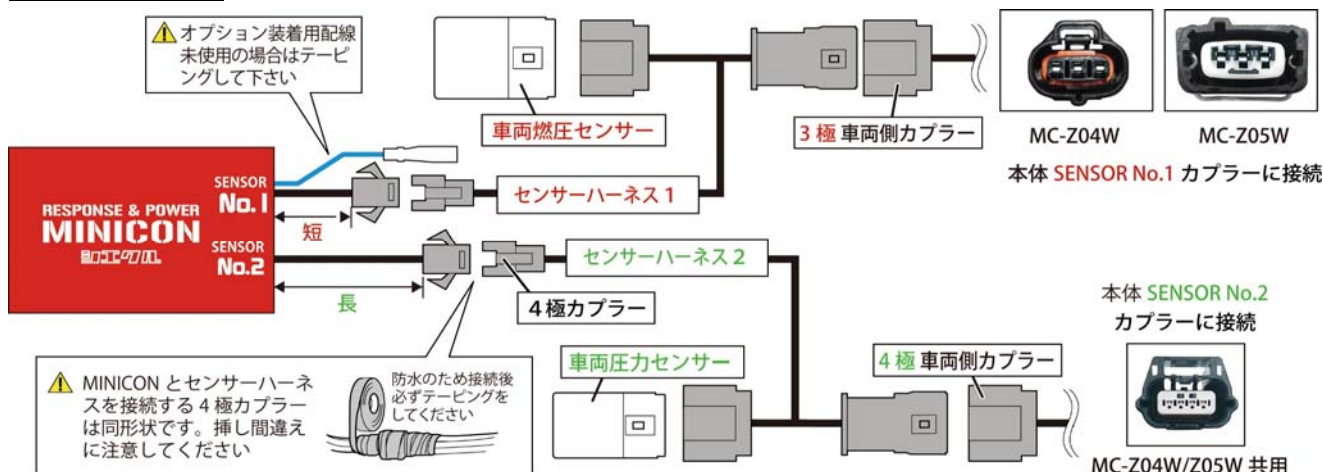 オプション装着用配線
未使用の場合はテーピ
ングして下さい
車両燃圧センサー
3極 車両側カプラー
MC-Z04W
MC-Z05W
本体 SENSOR No.1 カプラーに接続
SENSOR
No.1
センサーハーネス1
短
RESPONSE & POWER
MINICON
シエクル
SENSOR
No.2
センサーハーネス2
長
4極カプラー
本体 SENSOR No.2
カプラーに接続
車両圧力センサー
4極 車両側カプラー
MINICON とセンサーハーネ
スを接続する4極カプラー
は同形状です。挿し間違え
に注意してください
防水のため接続後
必ずテーピングを
してください
MC-Z04W/Z05W 共用